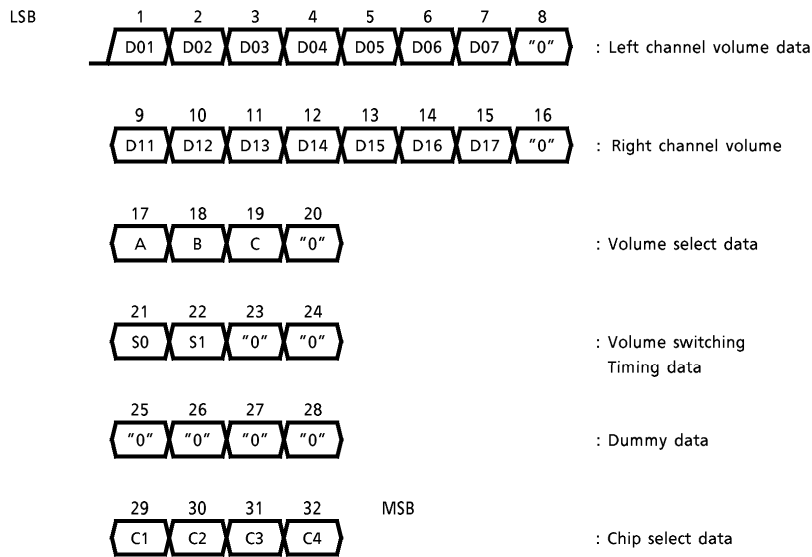 LSB
1 2 3 4 5 6 7 8
D01 D02 D03 D04 D05 D06 D07 "0" : Left channel volume data
9 10 11 12 13 14 15 16
D11 D12 D13 D14 D15 D16 D17 "0" : Right channel volume
17 18 19 20
A B C "0" : Volume select data
21 22 23 24
S0 S1 "0" "0" : Volume switching
Timing data
25 26 27 28
"0" "0" "0" "0" : Dummy data
29 30 31 32 MSB
C1 C2 C3 C4 : Chip select data